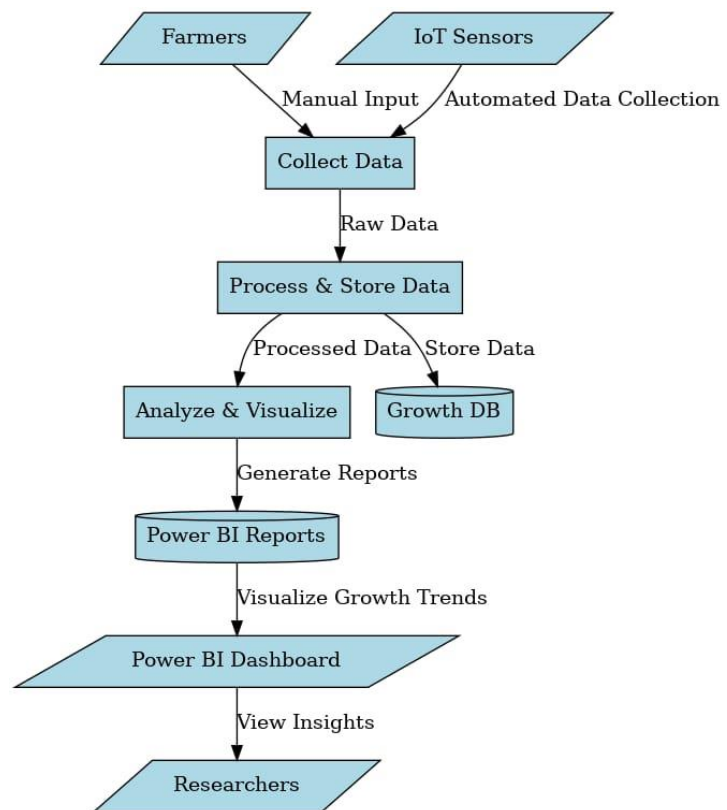 Farmers
IoT Sensors
Manual Input
Automated Data Collection
Collect Data
Raw Data
Process & Store Data
Processed Data
Store Data
Analyze & Visualize
Growth DB
Generate Reports
Power BI Reports
Visualize Growth Trends
Power BI Dashboard
View Insights
Researchers